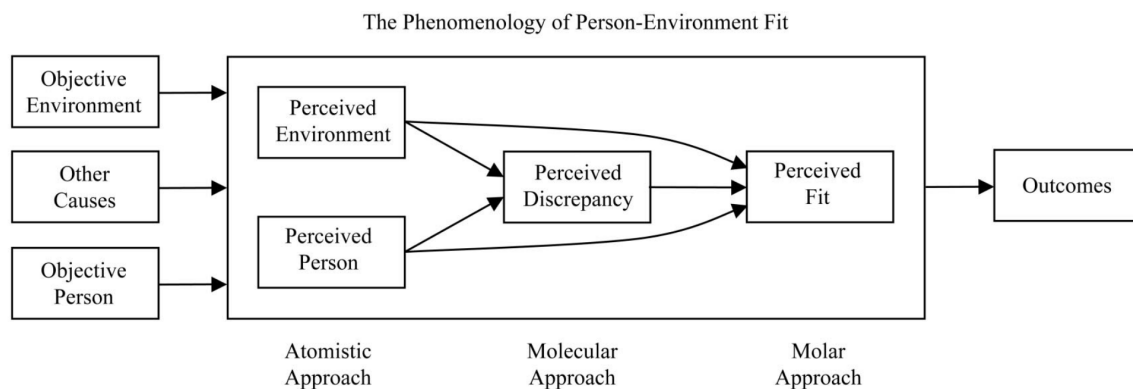 The Phenomenology of Person-Environment Fit
Objective
Environment
Other
Causes
Objective
Person
Perceived
Environment
Perceived
Person
Perceived
Discrepancy
Perceived
Fit
Outcomes
Atomistic
Approach
Molecular
Approach
Molar
Approach